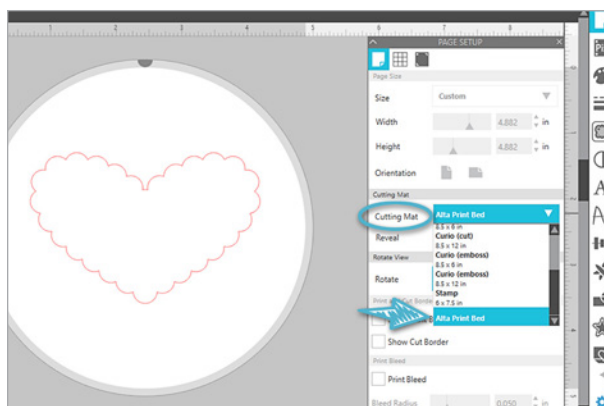 PAGE SETUP
Page Size
Size Custom
Width 4.882 in
Height 4.882 in
Orientation
Cutting Mat
Cutting Mat Alta Print Bed
8.5 x 6 in
Reveal Curio (cut)
8.5 x 12 in
Rotate View Curio (emboss)
8.5 x 6 in
Rotate Curio (emboss)
8.5 x 12 in
Stamp
6 x 7.5 in
Alta Print Bed
Show Cut Border
Print Bleed
Print Bleed
Bleed Radius 0.050 in